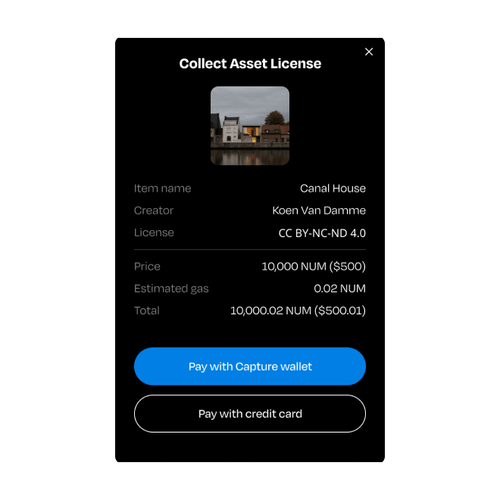 Collect Asset License
Item name Canal House
Creator Koen Van Damme
License CC BY-NC-ND 4.0
Price 10,000 NUM ($500)
Estimated gas 0.02 NUM
Total 10,000.02 NUM ($500.01)
Pay with Capture wallet
Pay with credit card